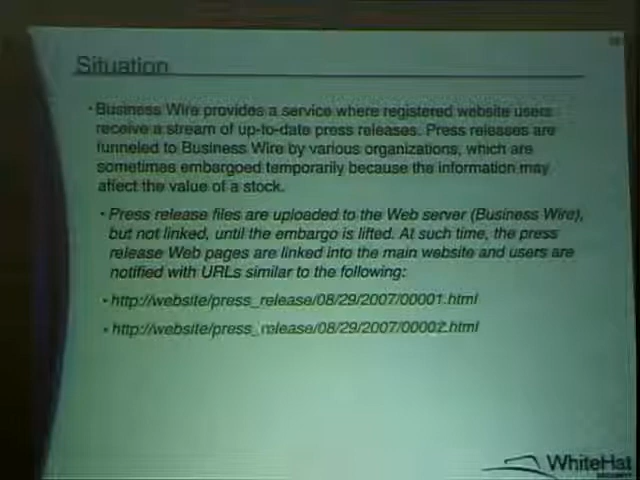 Situation
• Business Wire provides a service where registered website users
receive a stream of up-to-date press releases. Press releases are
funneled to Business Wire by various organizations, which are
sometimes embargoed temporarily because the information may
affect the value of a stock.
• Press release files are uploaded to the Web server (Business Wire),
but not linked, until the embargo is lifted. At such time, the press
release Web pages are linked into the main website and users are
notified with URLs similar to the following:
• http://website/press_release/08/29/2007/00001.html
• http://website/press_release/08/29/2007/00002.html
WhiteHat
SECURITY